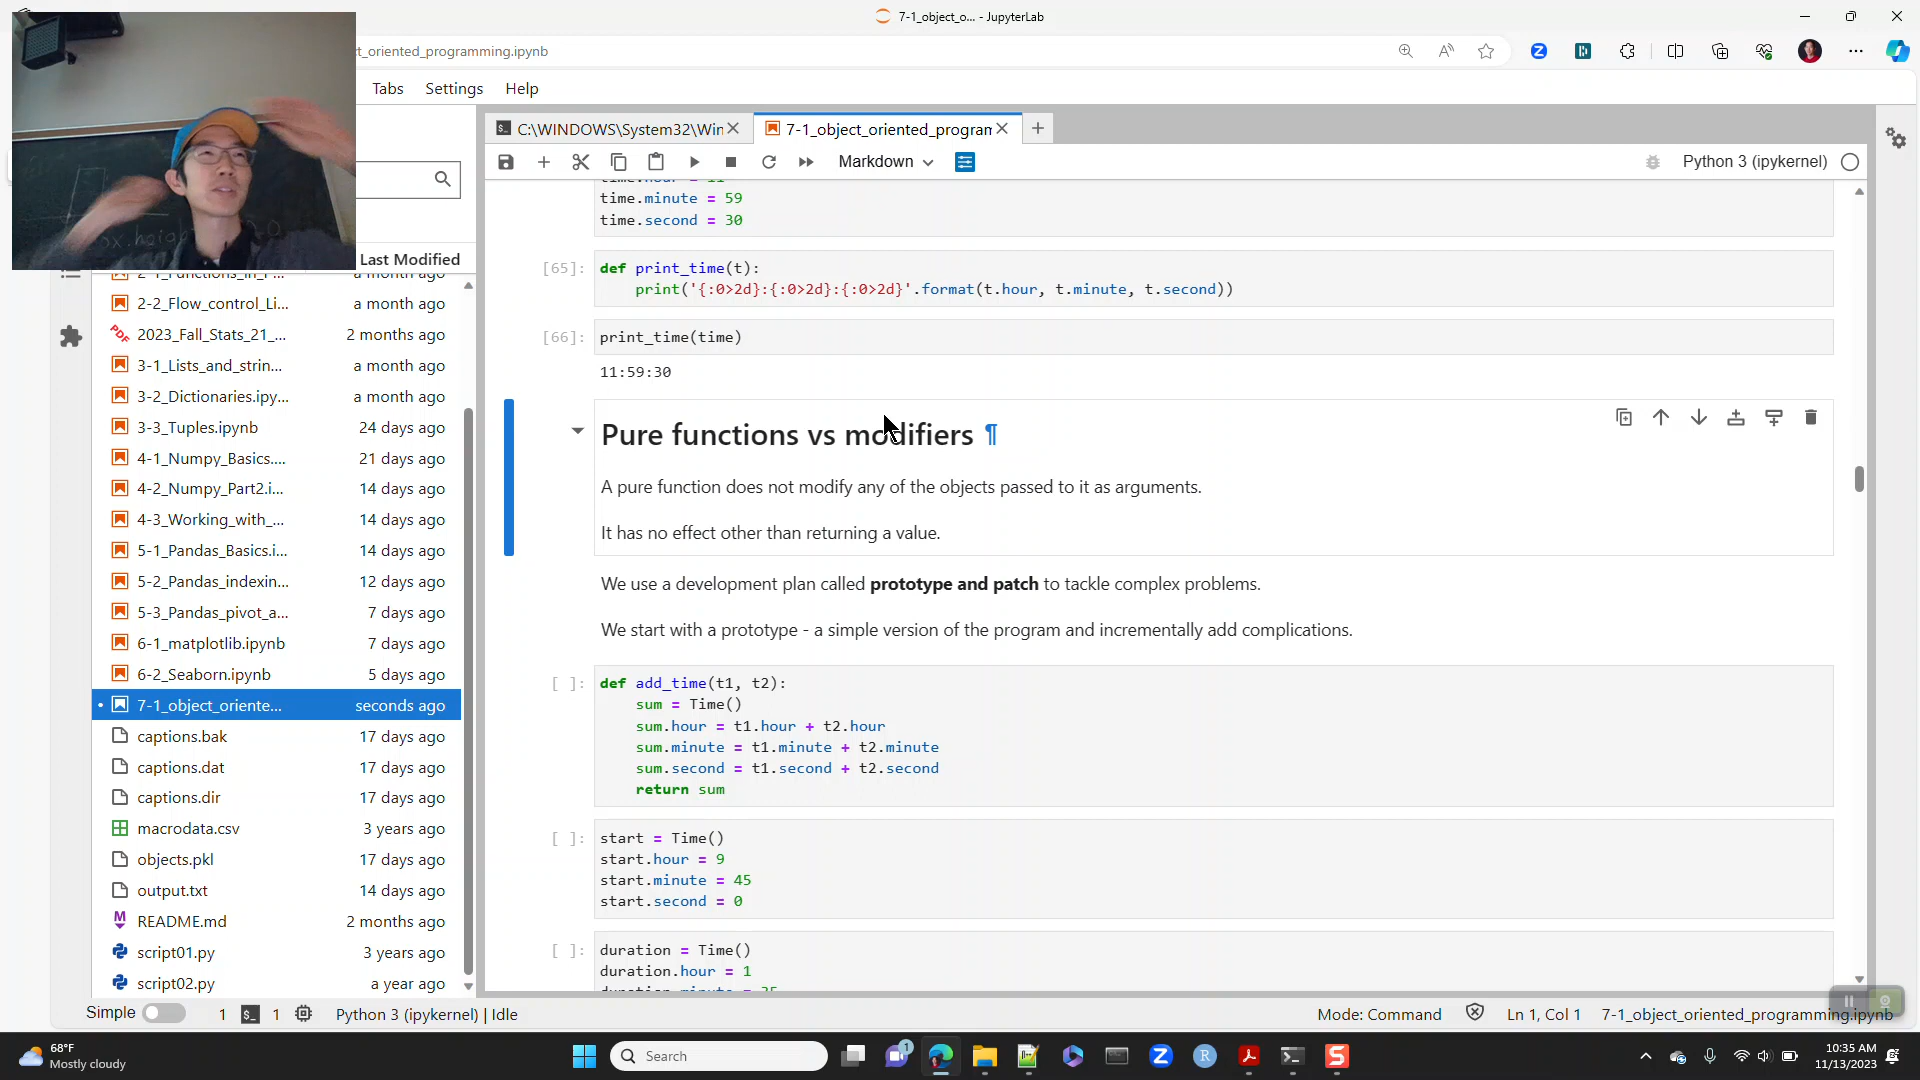 7-1_object_o... - JupyterLab
t_oriented_programming.ipynb
Tabs Settings Help
C:\WINDOWS\System32\Win
7-1_object_oriented_program
Markdown
Python 3 (ipykernel)
time.minute = 59
time.second = 30
[65]: def print_time(t):
print('{:0>2d}:{:0>2d}:{:0>2d}'.format(t.hour, t.minute, t.second))
[66]: print_time(time)
11:59:30
Pure functions vs modifiers ¶
A pure function does not modify any of the objects passed to it as arguments.
It has no effect other than returning a value.
We use a development plan called prototype and patch to tackle complex problems.
We start with a prototype - a simple version of the program and incrementally add complications.
[ ]: def add_time(t1, t2):
sum = Time()
sum.hour = t1.hour + t2.hour
sum.minute = t1.minute + t2.minute
sum.second = t1.second + t2.second
return sum
[ ]: start = Time()
start.hour = 9
start.minute = 45
start.second = 0
[ ]: duration = Time()
duration.hour = 1
Last Modified
2-2_Flow_control_Li... a month ago
2023_Fall_Stats_21_... 2 months ago
3-1_Lists_and_strin... a month ago
3-2_Dictionaries.ipy... a month ago
3-3_Tuples.ipynb 24 days ago
4-1_Numpy_Basics.... 21 days ago
4-2_Numpy_Part2.i... 14 days ago
4-3_Working_with_... 14 days ago
5-1_Pandas_Basics.i... 14 days ago
5-2_Pandas_indexin... 12 days ago
5-3_Pandas_pivot_a... 7 days ago
6-1_matplotlib.ipynb 7 days ago
6-2_Seaborn.ipynb 5 days ago
7-1_object_oriente... seconds ago
captions.bak 17 days ago
captions.dat 17 days ago
captions.dir 17 days ago
macrodata.csv 3 years ago
objects.pkl 17 days ago
output.txt 14 days ago
README.md 2 months ago
script01.py 3 years ago
script02.py a year ago
Simple 1 1 Python 3 (ipykernel) | Idle
Mode: Command Ln 1, Col 1 7-1_object_oriented_programming.ipynb
68°F
Mostly cloudy
Search
10:35 AM
11/13/2023